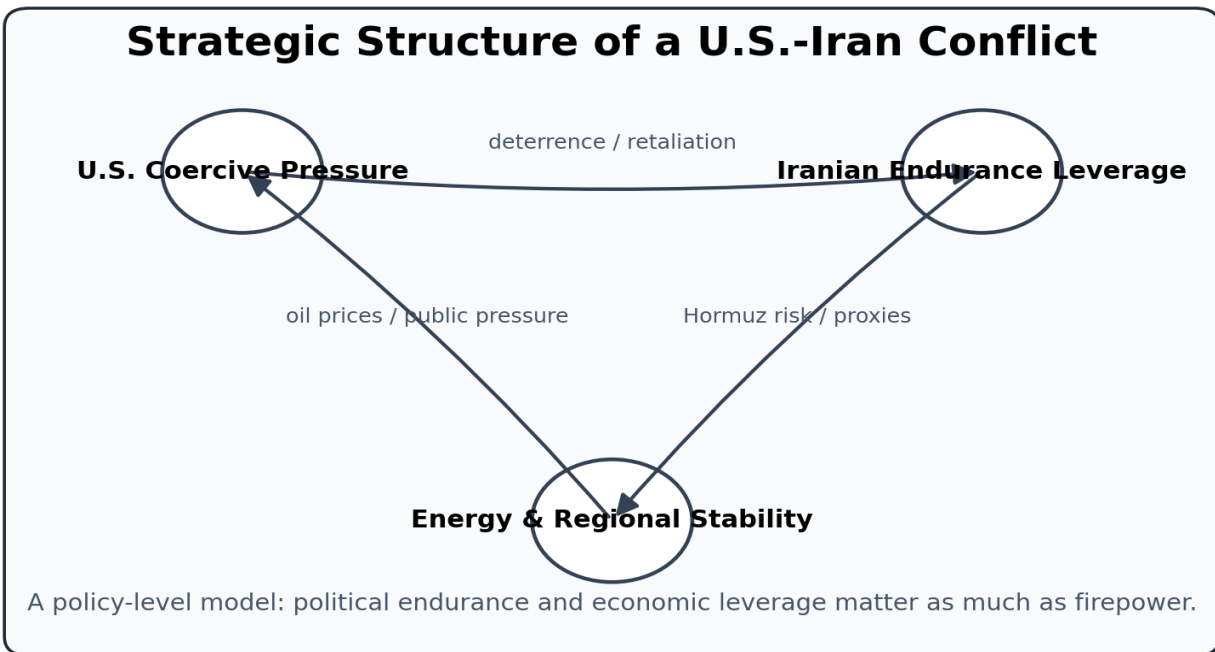 Strategic Structure of a U.S.-Iran Conflict
deterrence / retaliation
U.S. Coercive Pressure
Iranian Endurance Leverage
oil prices / public pressure
Hormuz risk / proxies
Energy & Regional Stability
A policy-level model: political endurance and economic leverage matter as much as firepower.